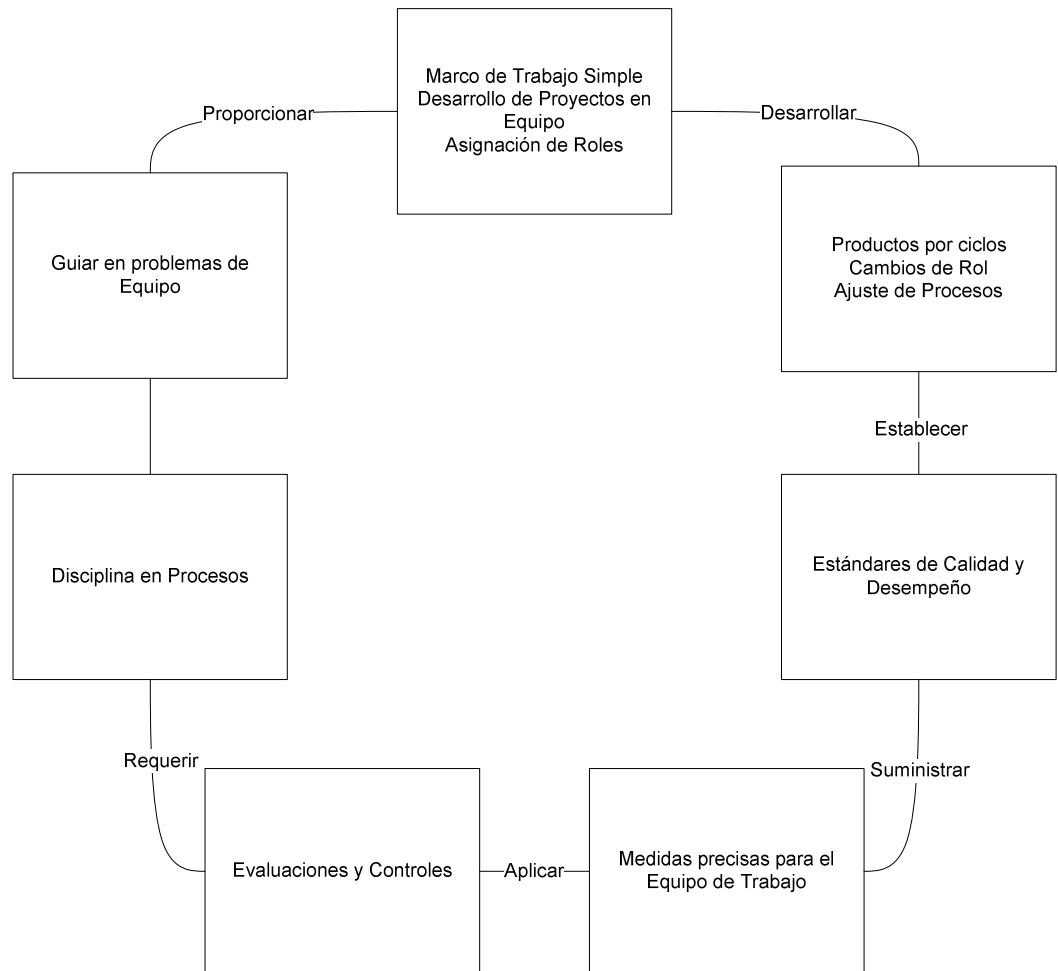 Marco de Trabajo Simple
Desarrollo de Proyectos en
Equipo
Asignación de Roles
Proporcionar
Desarrollar
Guiar en problemas de
Equipo
Productos por ciclos
Cambios de Rol
Ajuste de Procesos
Establecer
Disciplina en Procesos
Estándares de Calidad y
Desempeño
Requerir
Suministrar
Evaluaciones y Controles
Aplicar
Medidas precisas para el
Equipo de Trabajo